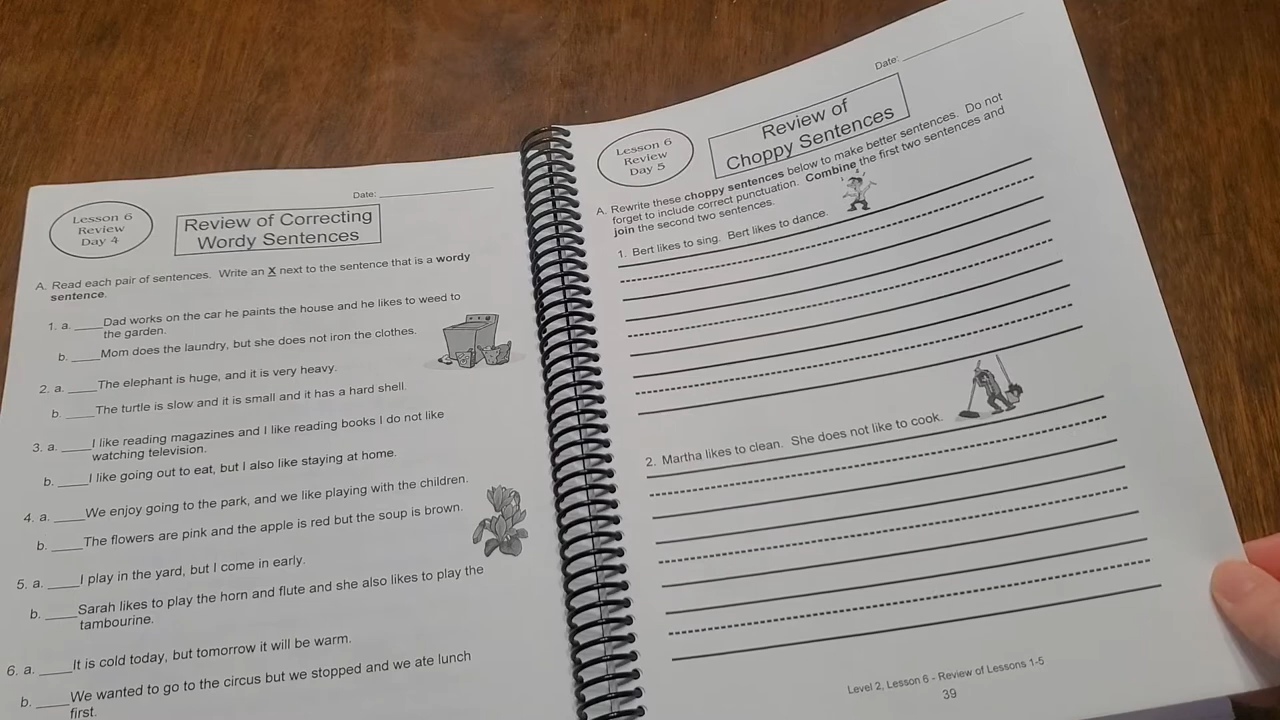 Date:
Lesson 6
Review
Day 4
Review of Correcting
Wordy Sentences
A. Read each pair of sentences. Write an X next to the sentence that is a wordy
sentence.
1. a. ____Dad works on the car he paints the house and he likes to weed to
the garden.
b. ____Mom does the laundry, but she does not iron the clothes.
2. a. ____The elephant is huge, and it is very heavy.
b. ____The turtle is slow and it is small and it has a hard shell.
3. a. ____I like reading magazines and I like reading books I do not like
watching television.
b. ____I like going out to eat, but I also like staying at home.
4. a. ____We enjoy going to the park, and we like playing with the children.
b. ____The flowers are pink and the apple is red but the soup is brown.
5. a. ____I play in the yard, but I come in early.
b. ____Sarah likes to play the horn and flute and she also likes to play the
tambourine.
6. a. ____It is cold today, but tomorrow it will be warm.
b. ____We wanted to go to the circus but we stopped and we ate lunch
first.
Date:
Lesson 6
Review
Day 5
Review of
Choppy Sentences
A. Rewrite these choppy sentences below to make better sentences. Do not
forget to include correct punctuation. Combine the first two sentences and
join the second two sentences.
1. Bert likes to sing. Bert likes to dance.
2. Martha likes to clean. She does not like to cook.
Level 2, Lesson 6 - Review of Lessons 1-5
39